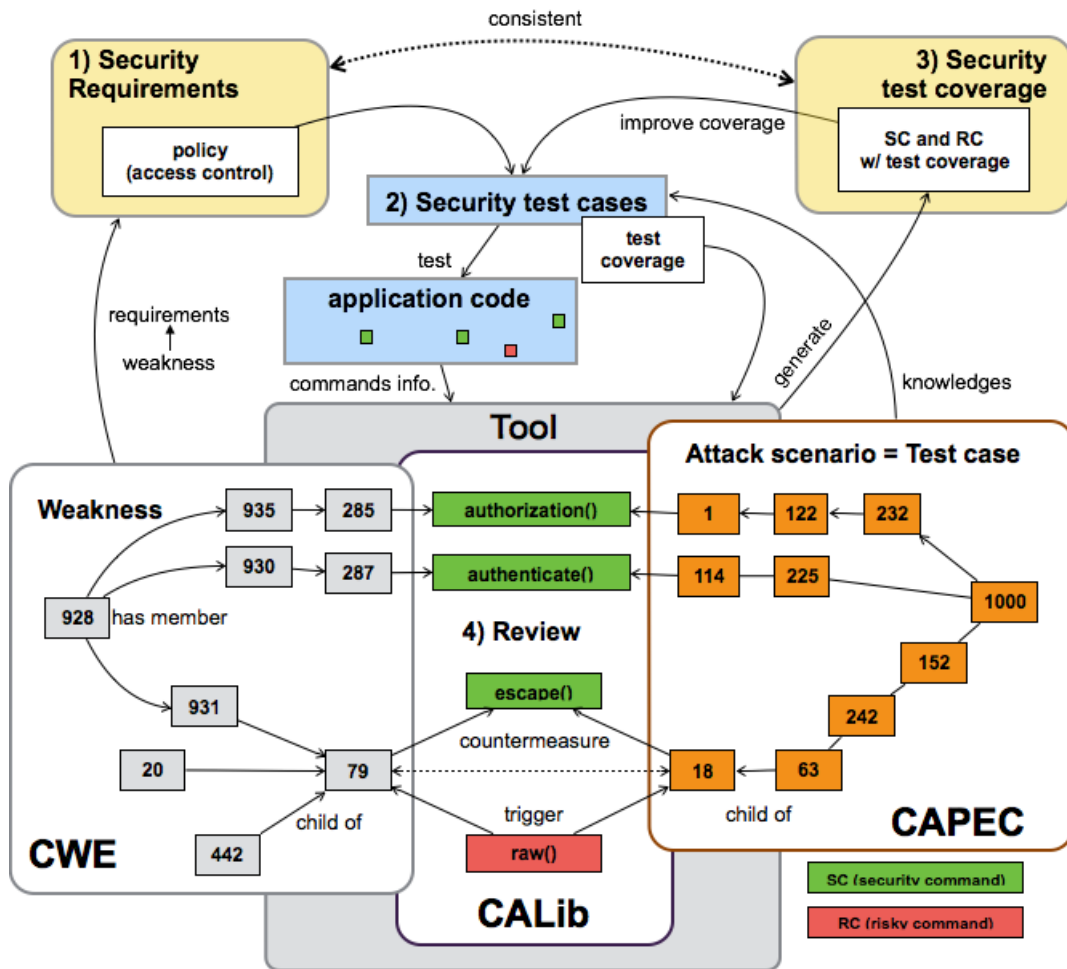 consistent
1) Security
Requirements
policy
(access control)
3) Security
test coverage
SC and RC
w/ test coverage
improve coverage
2) Security test cases
test
coverage
test
application code
requirements
weakness
commands info.
generate
knowledges
Tool
Weakness
935
285
930
287
928
has member
931
20
79
child of
442
CWE
authorization()
authenticate()
4) Review
escape()
countermeasure
trigger
raw()
CALib
Attack scenario = Test case
1
122
232
114
225
1000
152
242
18
63
child of
CAPEC
SC (security command)
RC (risky command)